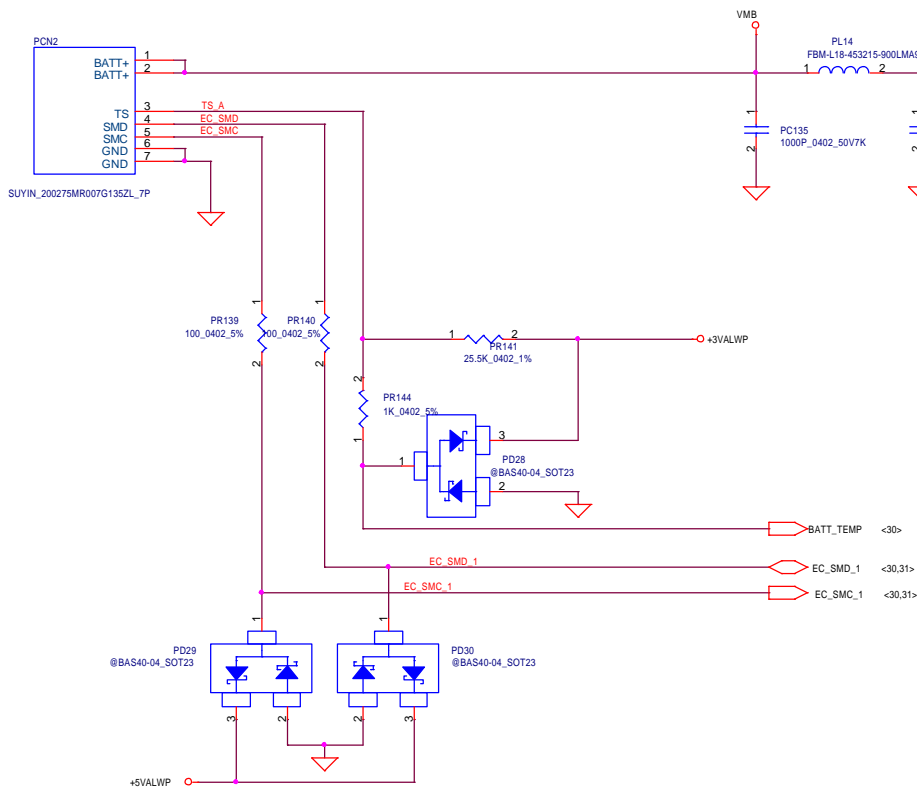 VMB
PCN2
PL14
FBM-L18-453215-900LMA9
BATT+ 1
BATT+ 2
1 2
TS 3 TS_A
SMD 4 EC_SMD
SMC 5 EC_SMC
GND 6
GND 7
1
2
PC135
1000P_0402_50V7K
1
2
SUYIN_200275MR007G135ZL_7P
1
1
PR139
100_0402_5%
PR140
100_0402_5%
2
2
1 2
PR141
25.5K_0402_1%
+3VALWP
2
PR144
1K_0402_5%
1
1
3
PD28
@BAS40-04_SOT23
2
BATT_TEMP <30>
EC_SMD_1
EC_SMD_1 <30,31>
EC_SMC_1
EC_SMC_1 <30,31>
1
1
PD29
@BAS40-04_SOT23
PD30
@BAS40-04_SOT23
3
2
2
3
+5VALWP